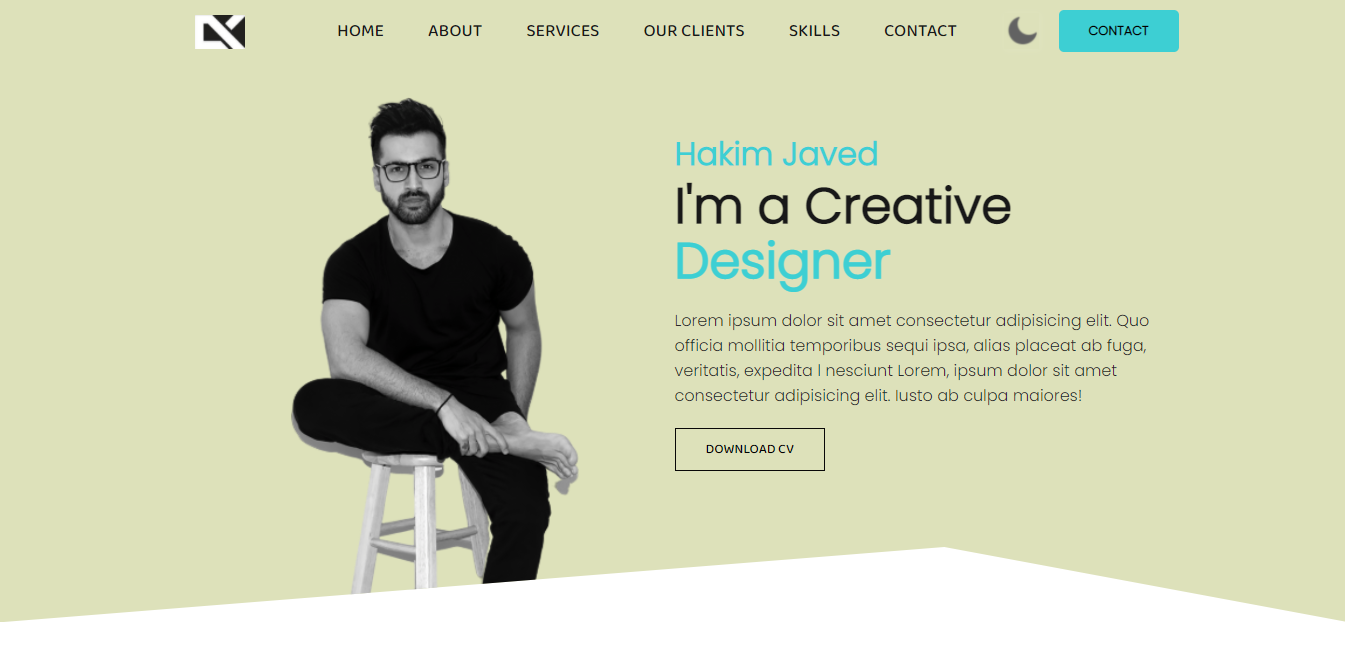 HOME ABOUT SERVICES OUR CLIENTS SKILLS CONTACT CONTACT
Hakim Javed
I'm a Creative
Designer
Lorem ipsum dolor sit amet consectetur adipisicing elit. Quo
officia mollitia temporibus sequi ipsa, alias placeat ab fuga,
veritatis, expedita l nesciunt Lorem, ipsum dolor sit amet
consectetur adipisicing elit. Iusto ab culpa maiores!
DOWNLOAD CV